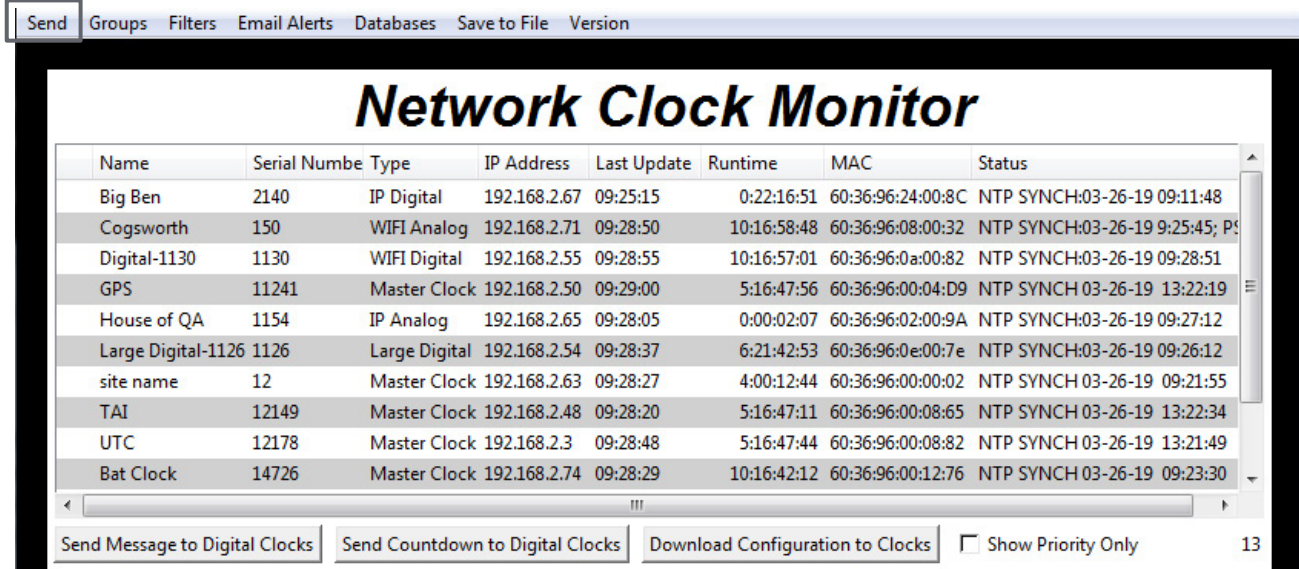 Send Groups Filters Email Alerts Databases Save to File Version
Network Clock Monitor
Name Serial Numbe Type IP Address Last Update Runtime MAC Status
Big Ben 2140 IP Digital 192.168.2.67 09:25:15 0:22:16:51 60:36:96:24:00:8C NTP SYNCH:03-26-19 09:11:48
Cogsworth 150 WIFI Analog 192.168.2.71 09:28:50 10:16:58:48 60:36:96:08:00:32 NTP SYNCH:03-26-19 9:25:45; PS
Digital-1130 1130 WIFI Digital 192.168.2.55 09:28:55 10:16:57:01 60:36:96:0a:00:82 NTP SYNCH:03-26-19 09:28:51
GPS 11241 Master Clock 192.168.2.50 09:29:00 5:16:47:56 60:36:96:00:04:D9 NTP SYNCH 03-26-19 13:22:19
House of QA 1154 IP Analog 192.168.2.65 09:28:05 0:00:02:07 60:36:96:02:00:9A NTP SYNCH:03-26-19 09:27:12
Large Digital-1126 1126 Large Digital 192.168.2.54 09:28:37 6:21:42:53 60:36:96:0e:00:7e NTP SYNCH:03-26-19 09:26:12
site name 12 Master Clock 192.168.2.63 09:28:27 4:00:12:44 60:36:96:00:00:02 NTP SYNCH 03-26-19 09:21:55
TAI 12149 Master Clock 192.168.2.48 09:28:20 5:16:47:11 60:36:96:00:08:65 NTP SYNCH 03-26-19 13:22:34
UTC 12178 Master Clock 192.168.2.3 09:28:48 5:16:47:44 60:36:96:00:08:82 NTP SYNCH 03-26-19 13:21:49
Bat Clock 14726 Master Clock 192.168.2.74 09:28:29 10:16:42:12 60:36:96:00:12:76 NTP SYNCH 03-26-19 09:23:30
Send Message to Digital Clocks Send Countdown to Digital Clocks Download Configuration to Clocks Show Priority Only 13